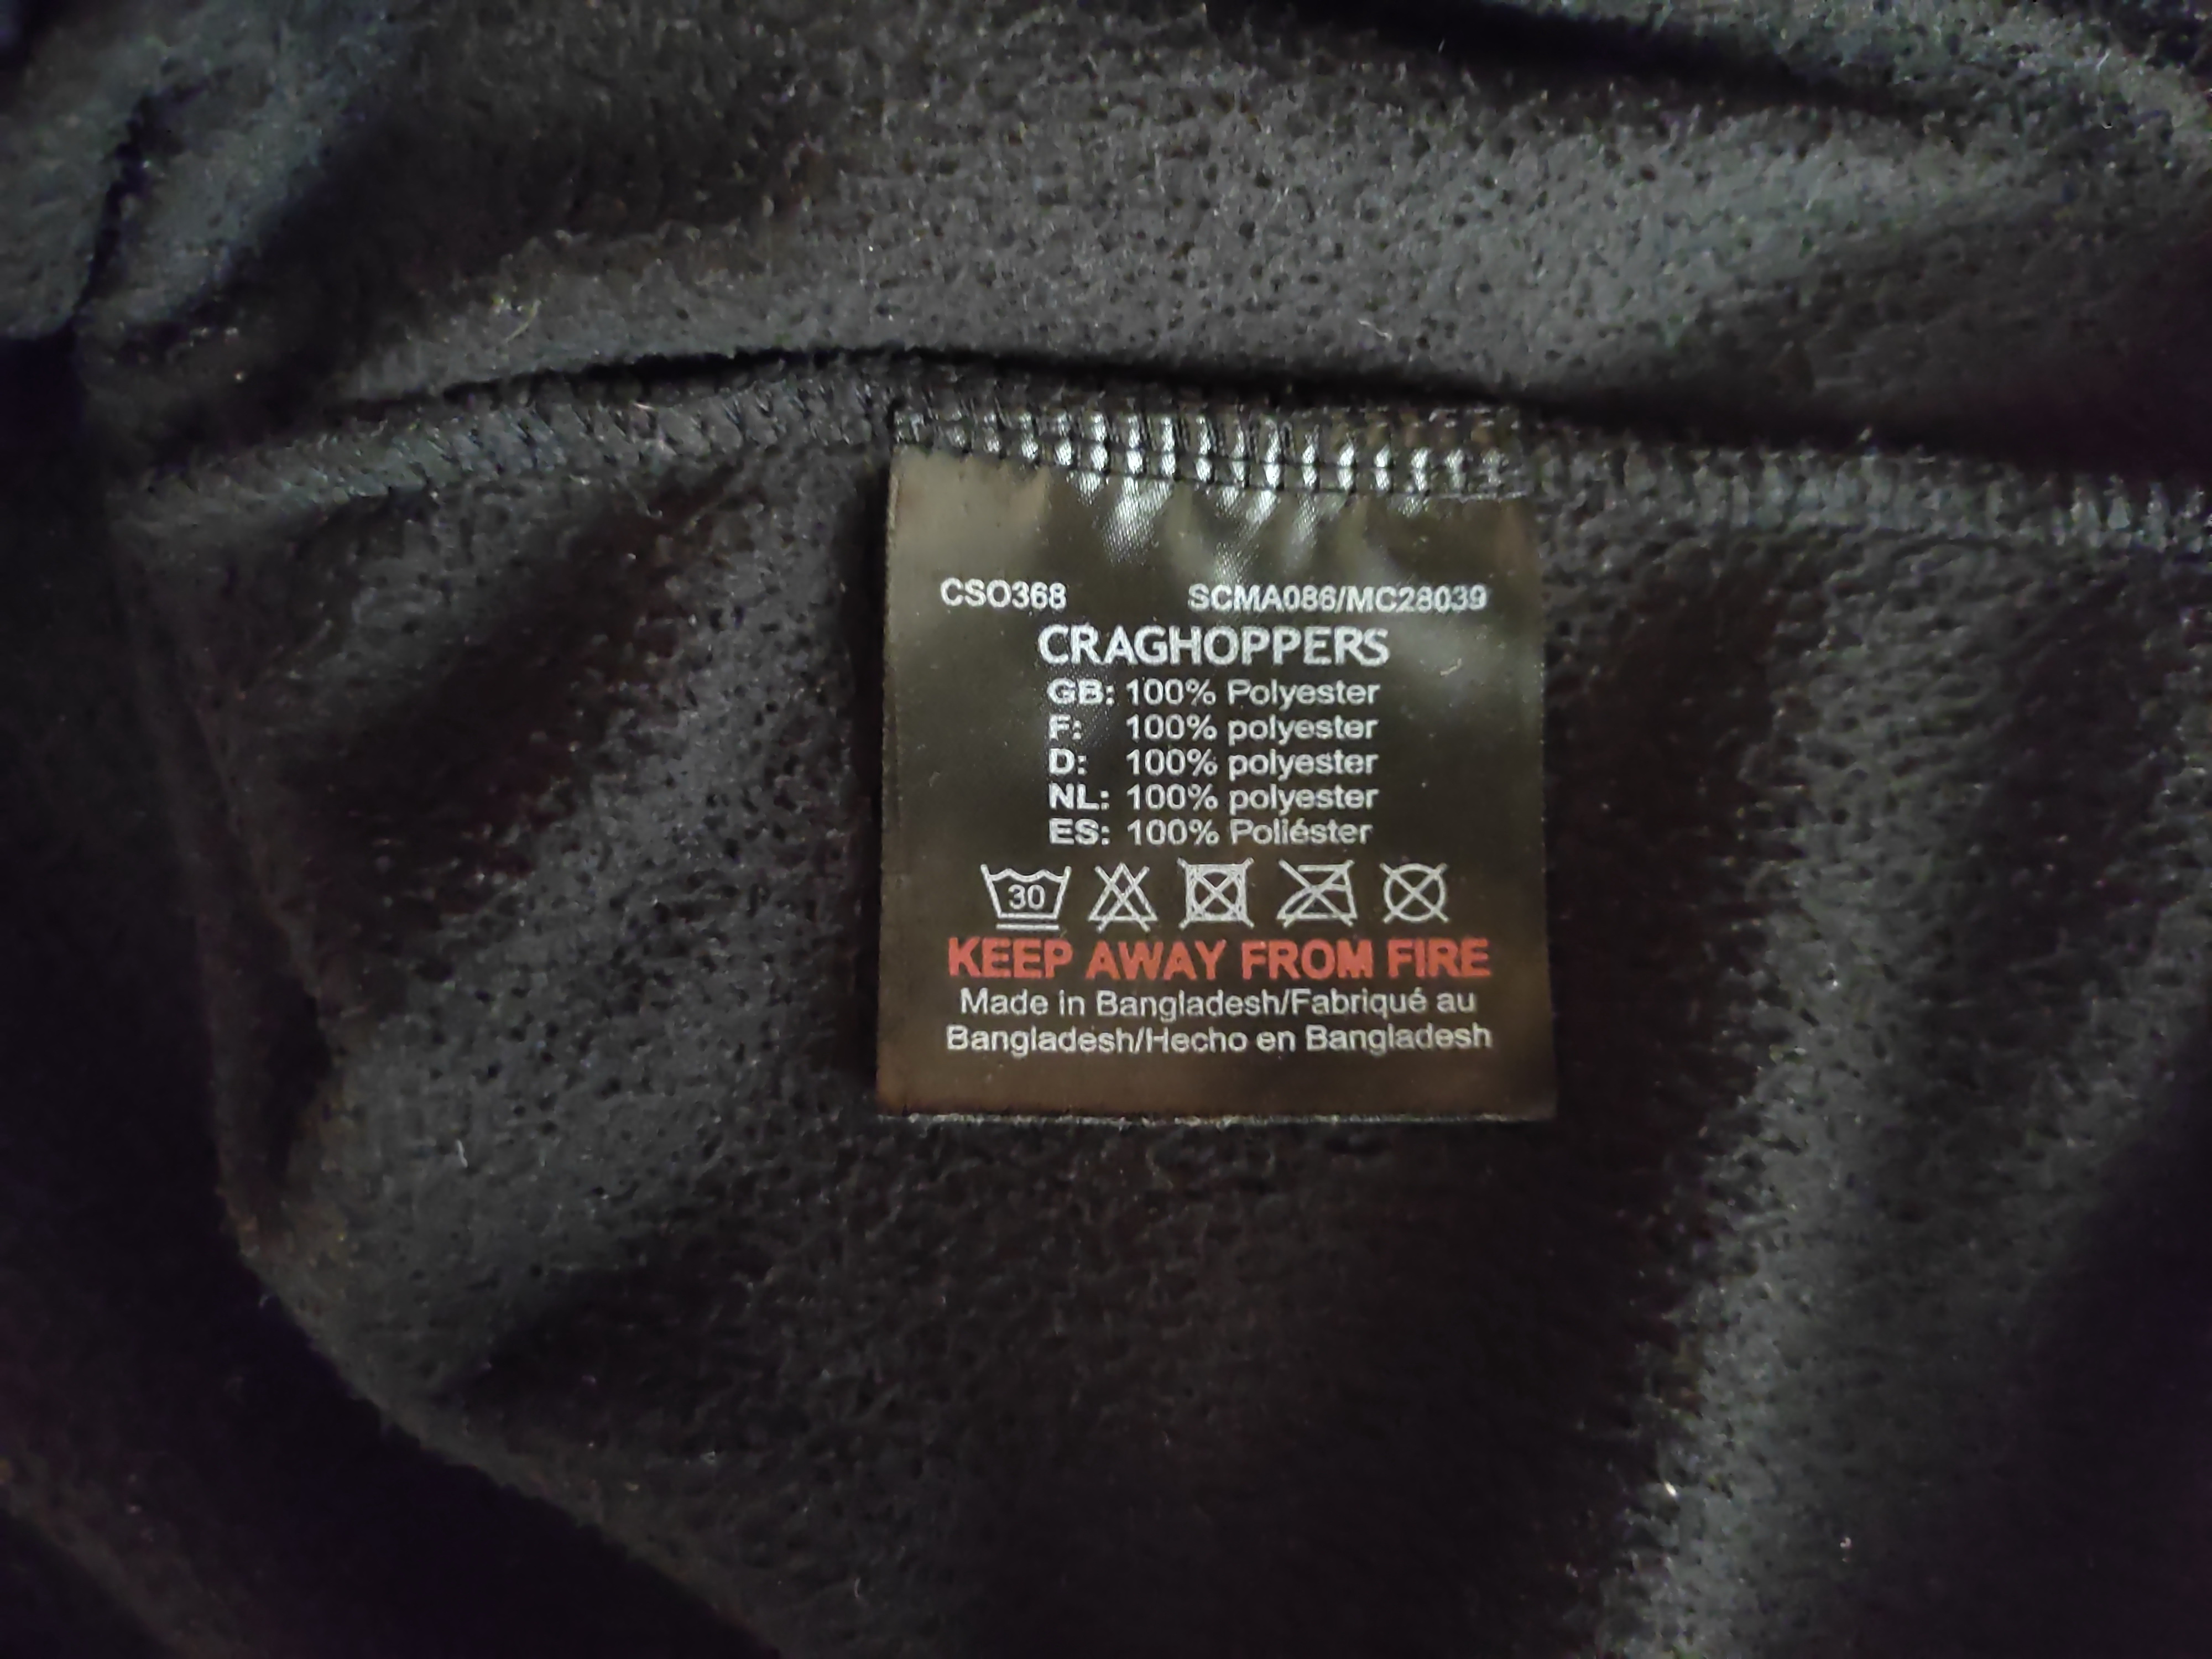 CSO368 SCMA086/MC28039
CRAGHOPPERS
GB: 100% Polyester
F: 100% polyester
D: 100% polyester
NL: 100% polyester
ES: 100% Poliéster
30
KEEP AWAY FROM FIRE
Made in Bangladesh/Fabriqué au
Bangladesh/Hecho en Bangladesh